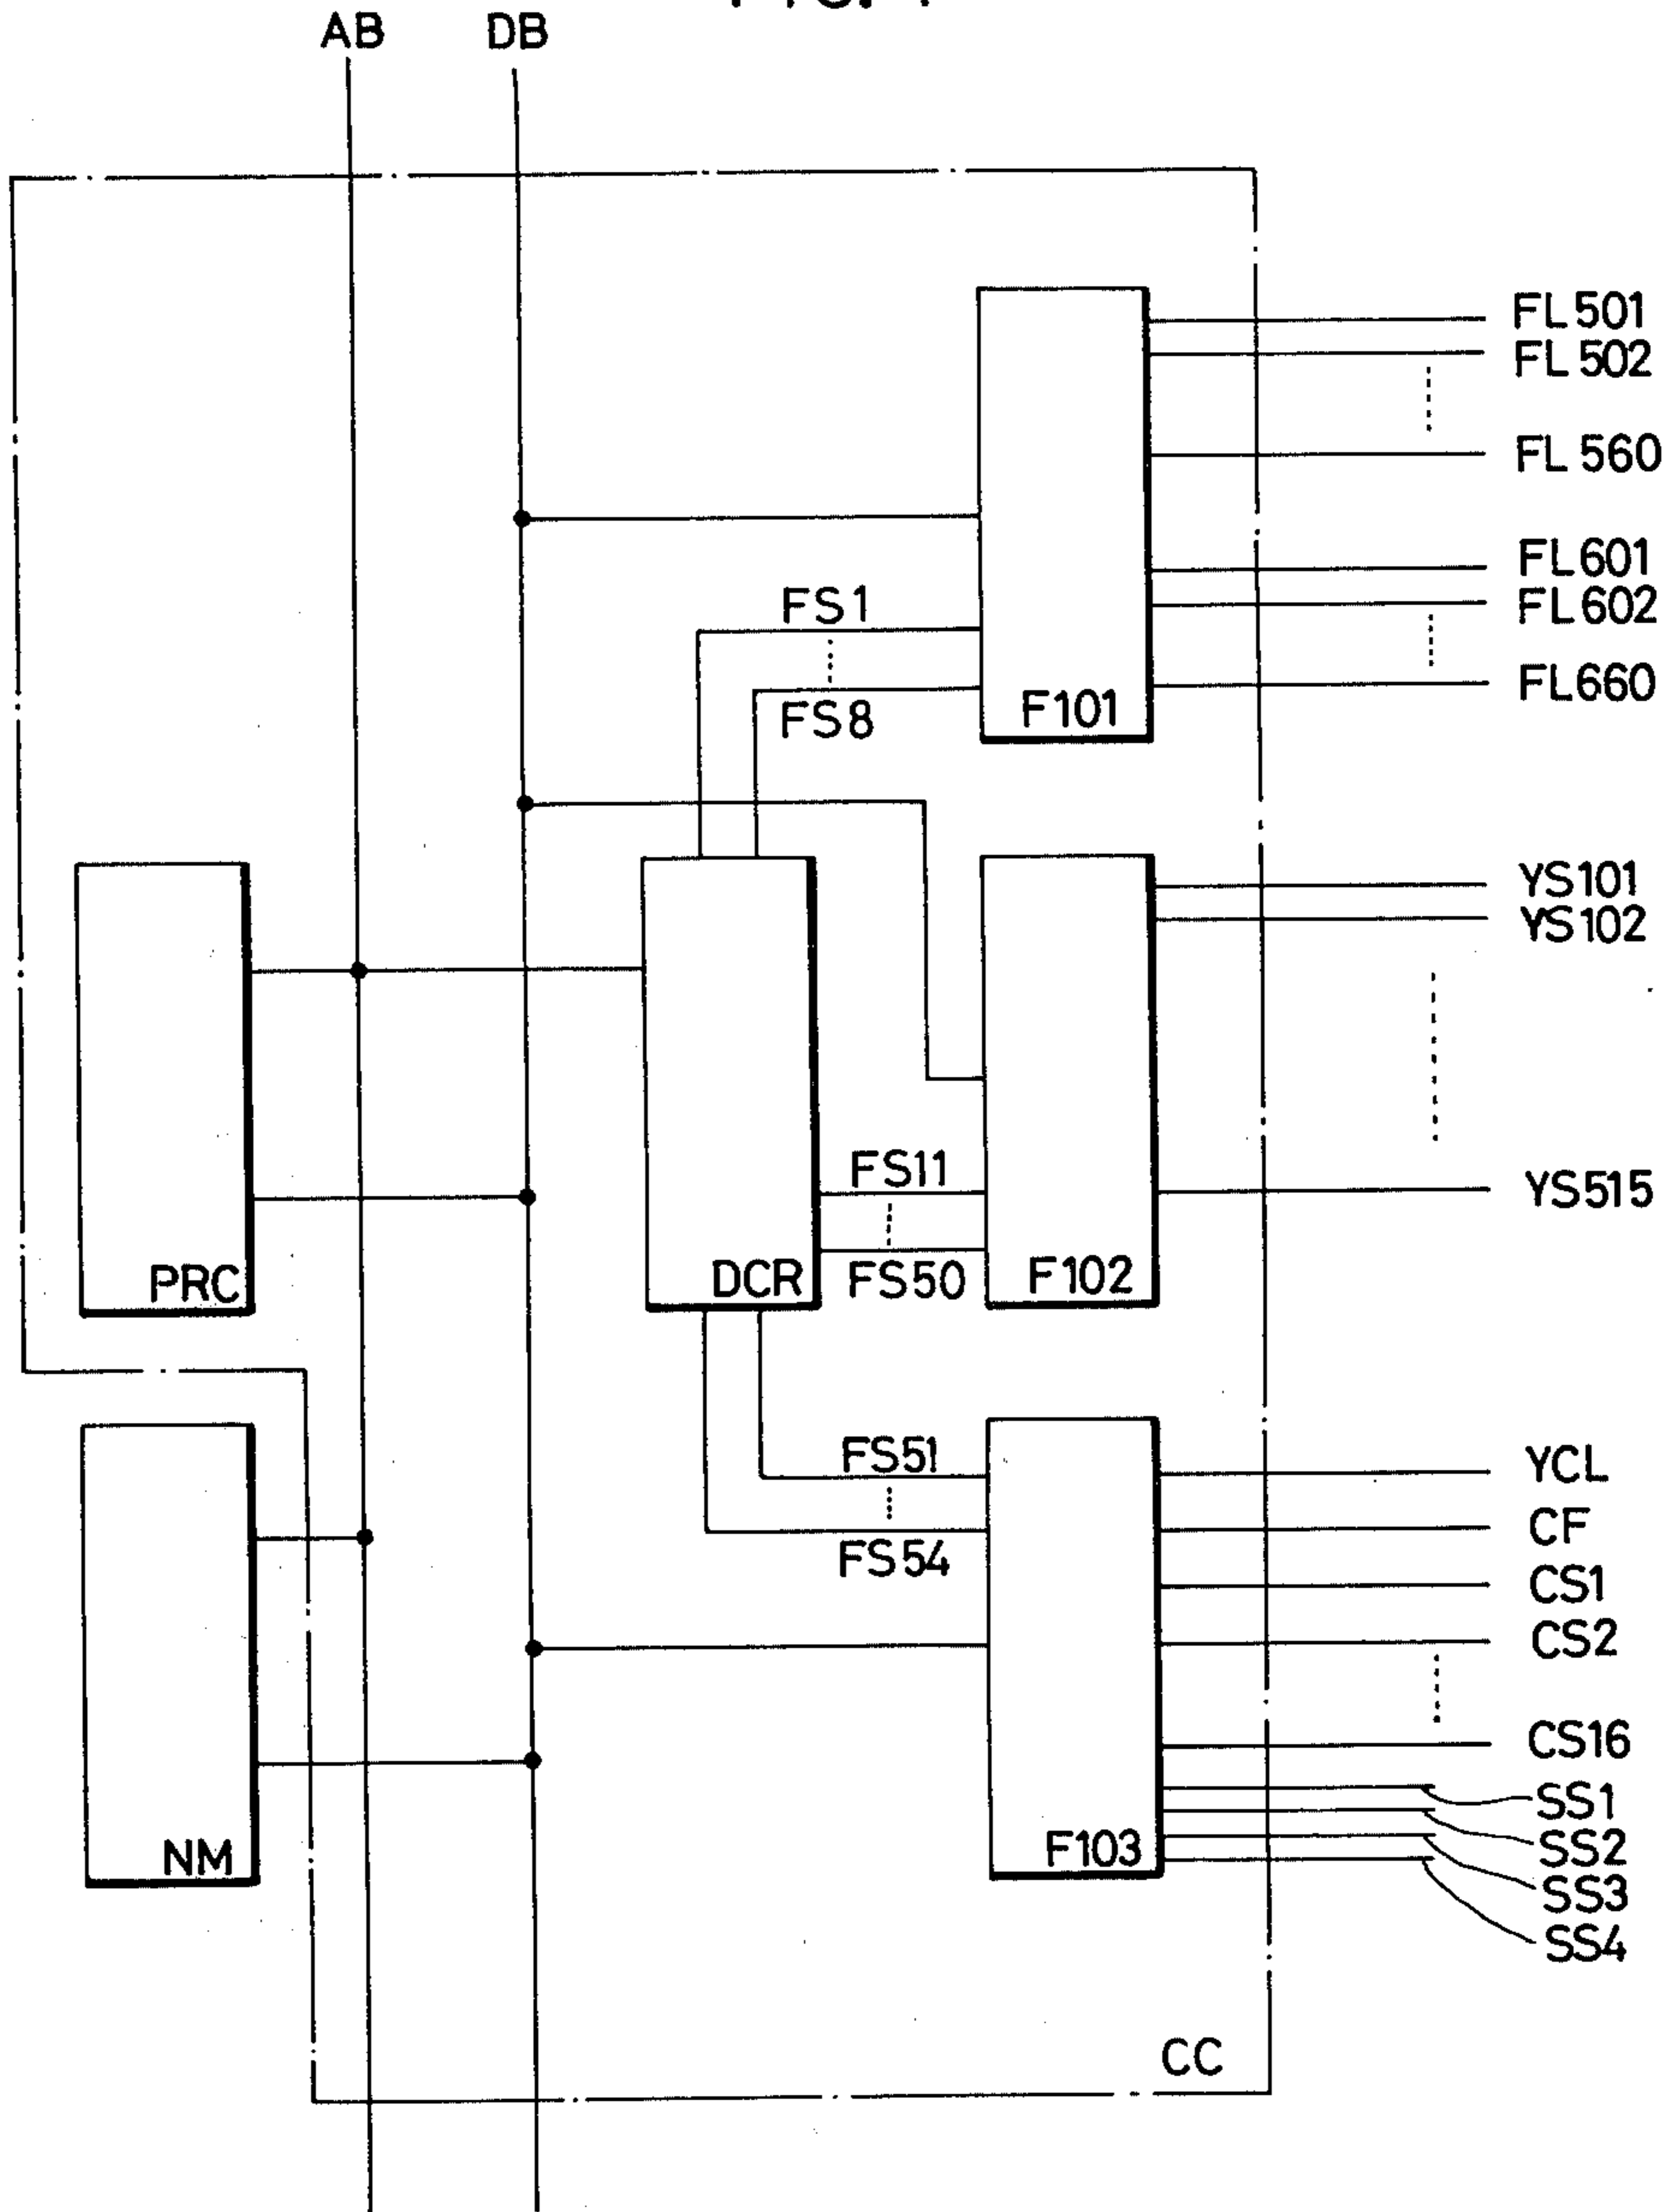 AB DB
FL501
FL502
FL560
FL601
FL602
FL660
FS1
FS8
F101
YS101
YS102
YS515
FS11
FS50
PRC
DCR
F102
FS51
FS54
YCL
CF
CS1
CS2
CS16
SS1
SS2
SS3
SS4
NM
F103
CC